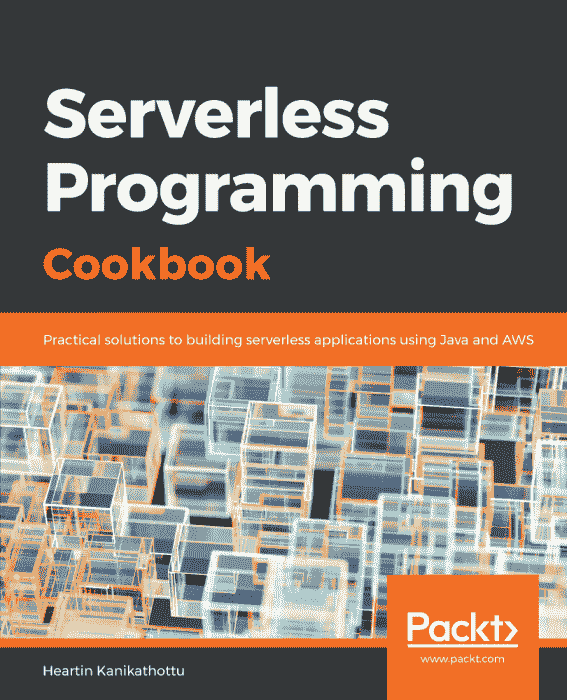 Serverless
Programming
Cookbook
Practical solutions to building serverless applications using Java and AWS
Packt>
www.packt.com
Heartin Kanikathottu